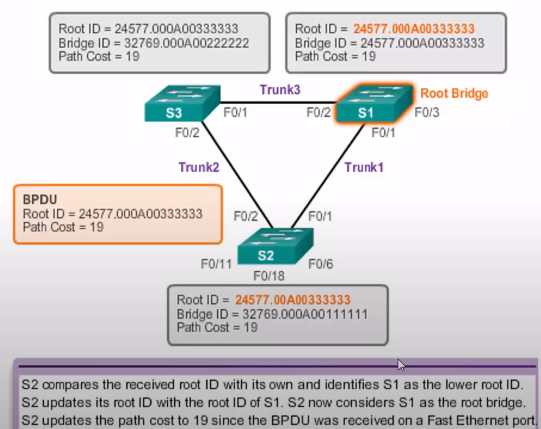 Root ID = 24577.000A00333333
Bridge ID = 32769.000A00222222
Path Cost = 19
Root ID = 24577.000A00333333
Bridge ID = 24577.000A00333333
Path Cost = 19
Trunk3
Root Bridge
S3
F0/1
F0/2
S1
F0/3
F0/2
F0/1
Trunk2
Trunk1
BPDU
Root ID = 24577.000A00333333
Path Cost = 19
F0/2
F0/1
S2
F0/11
F0/6
F0/18
Root ID = 24577.00A00333333
Bridge ID = 32769.000A00111111
Path Cost = 19
S2 compares the received root ID with its own and identifies S1 as the lower root ID.
S2 updates its root ID with the root ID of S1. S2 now considers S1 as the root bridge.
S2 updates the path cost to 19 since the BPDU was received on a Fast Ethernet port.